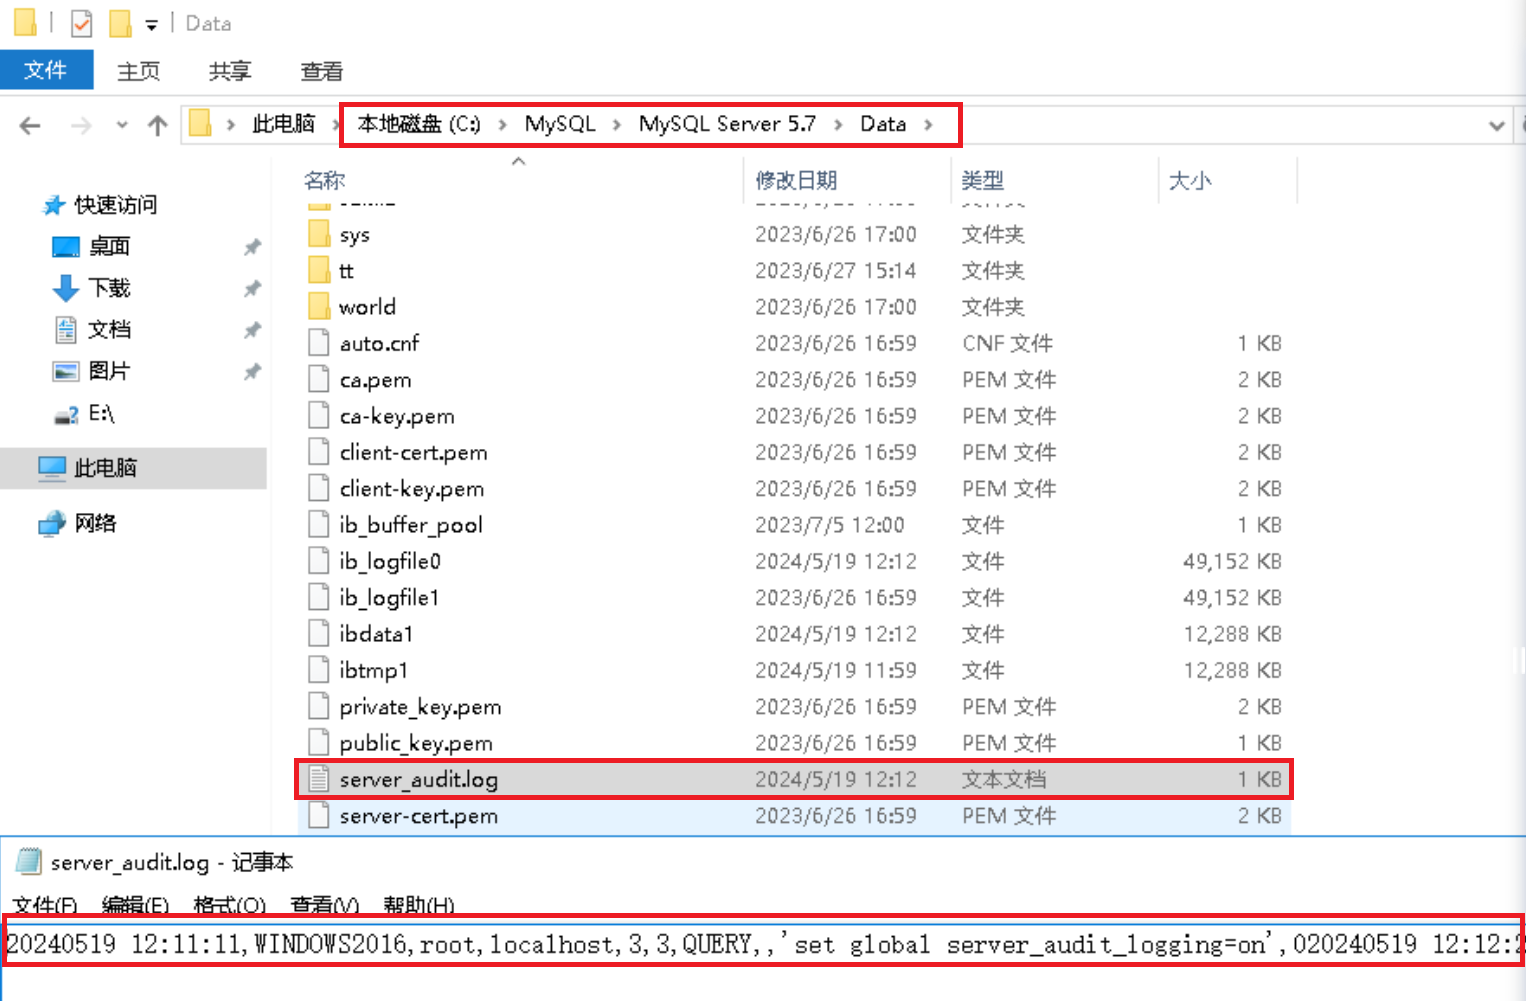 Data
文件 主页 共享 查看
此电脑 > 本地磁盘 (C:) > MySQL > MySQL Server 5.7 > Data >
名称 修改日期 类型 大小
快速访问
桌面
下载
文档
图片
E:\
此电脑
网络
sys 2023/6/26 17:00 文件夹
tt 2023/6/27 15:14 文件夹
world 2023/6/26 17:00 文件夹
auto.cnf 2023/6/26 16:59 CNF 文件 1 KB
ca.pem 2023/6/26 16:59 PEM 文件 2 KB
ca-key.pem 2023/6/26 16:59 PEM 文件 2 KB
client-cert.pem 2023/6/26 16:59 PEM 文件 2 KB
client-key.pem 2023/6/26 16:59 PEM 文件 2 KB
ib_buffer_pool 2023/7/5 12:00 文件 1 KB
ib_logfile0 2024/5/19 12:12 文件 49,152 KB
ib_logfile1 2023/6/26 16:59 文件 49,152 KB
ibdata1 2024/5/19 12:12 文件 12,288 KB
ibtmp1 2024/5/19 11:59 文件 12,288 KB
private_key.pem 2023/6/26 16:59 PEM 文件 2 KB
public_key.pem 2023/6/26 16:59 PEM 文件 1 KB
server_audit.log 2024/5/19 12:12 文本文档 1 KB
server-cert.pem 2023/6/26 16:59 PEM 文件 2 KB
server_audit.log - 记事本
文件(F) 编辑(E) 格式(O) 查看(V) 帮助(H)
20240519 12:11:11,WINDOWS2016,root,localhost,3,3,QUERY,,'set global server_audit_logging=on',020240519 12:12: